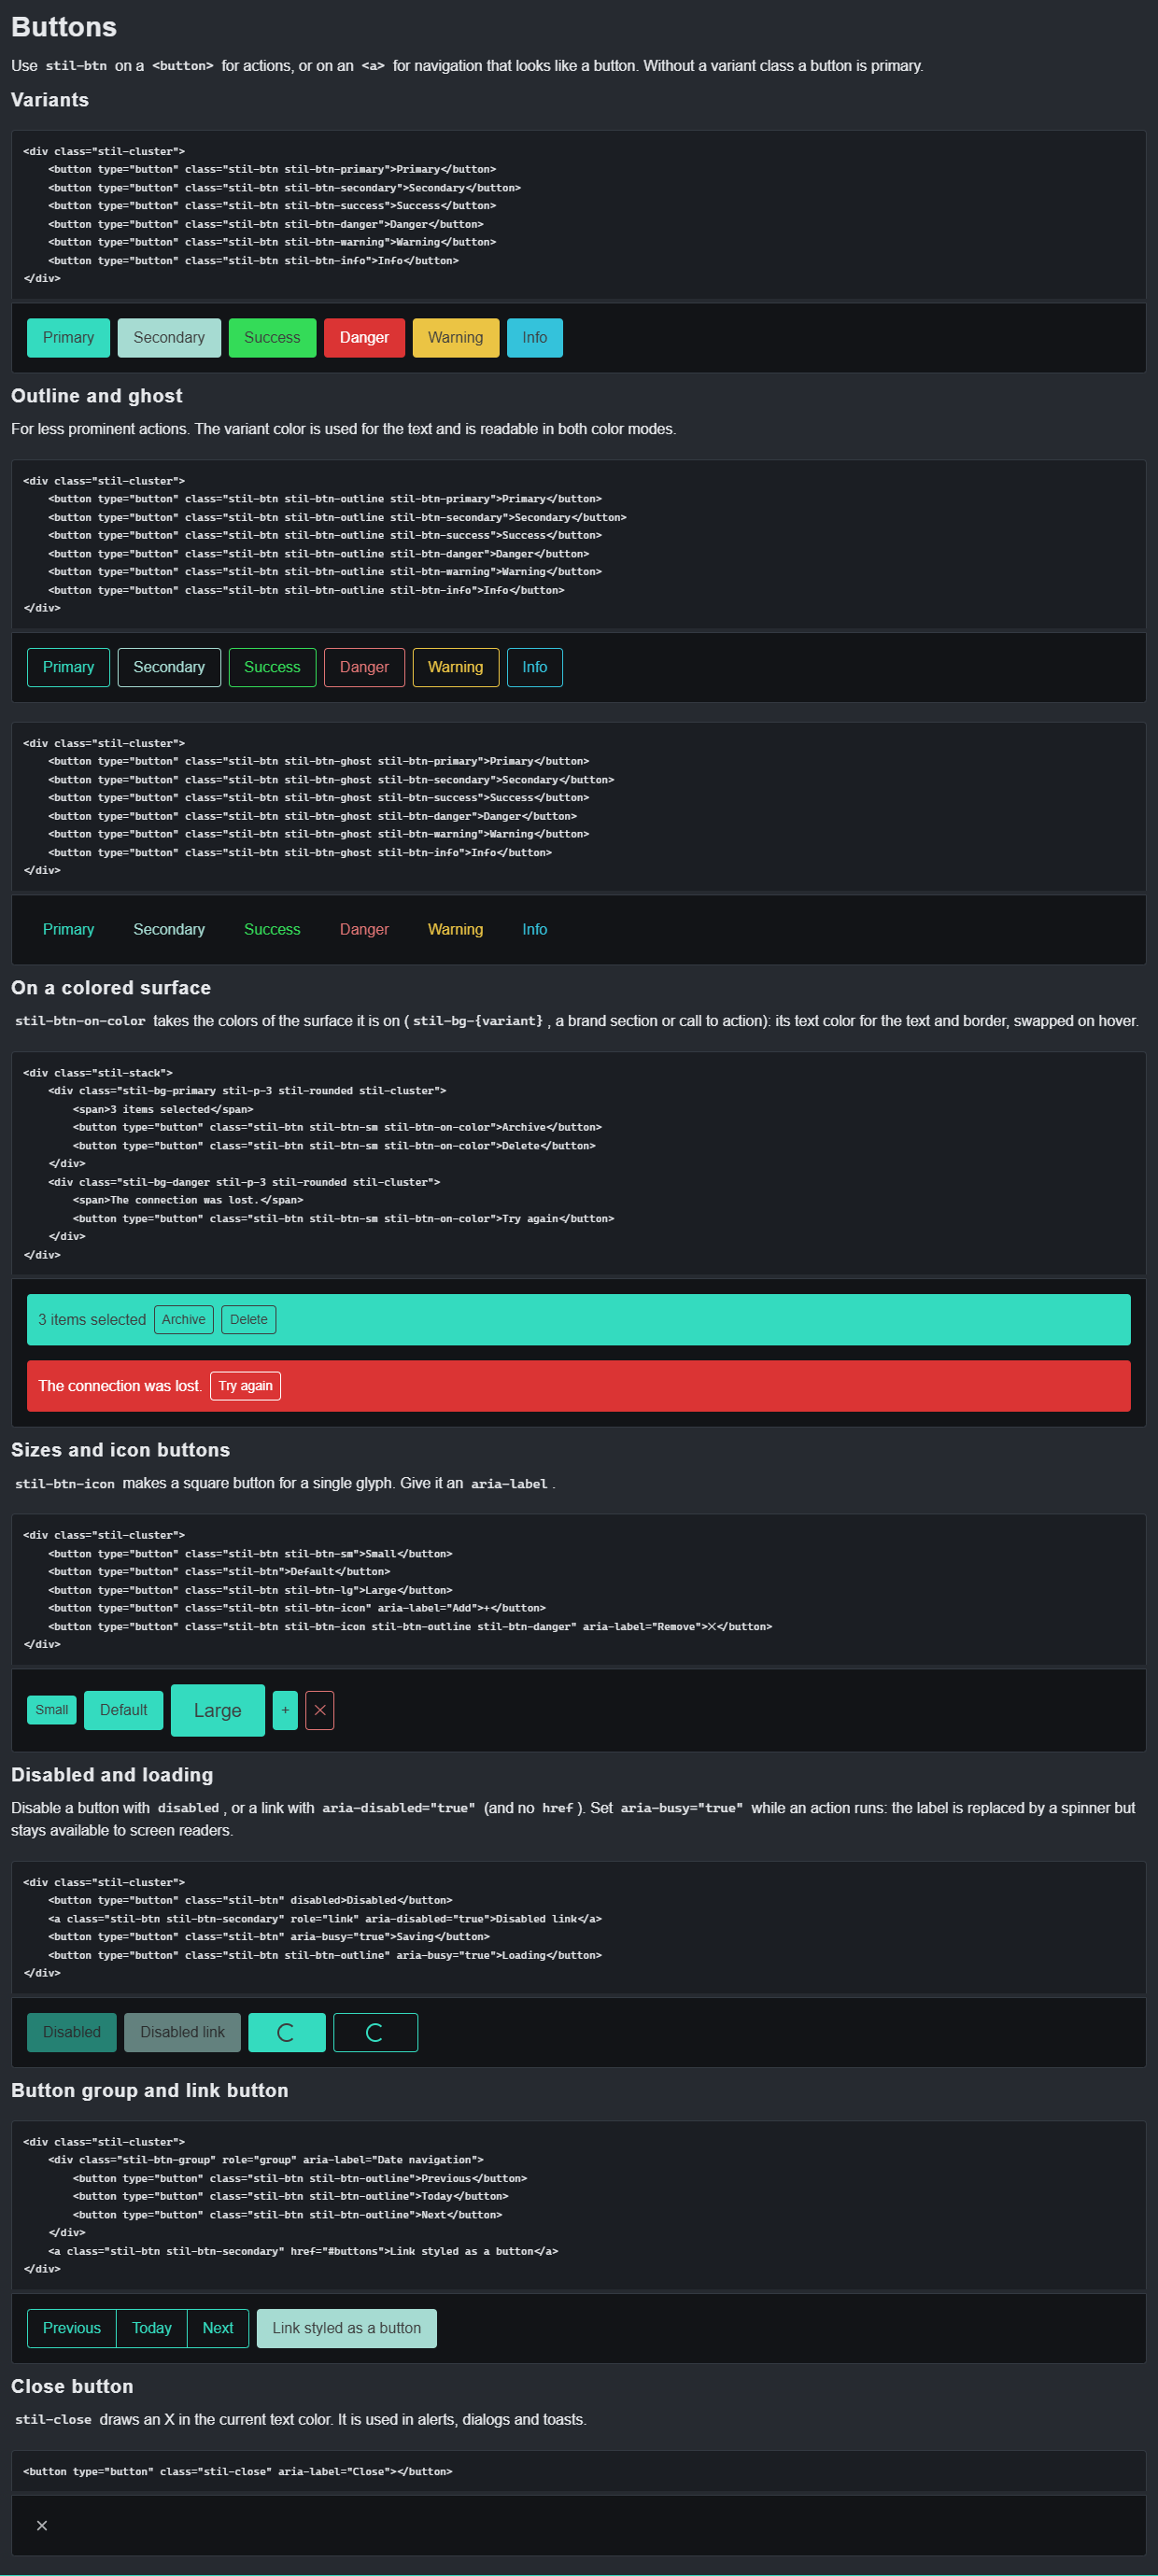 Buttons
Use stil-btn on a <button> for actions, or on an <a> for navigation that looks like a button. Without a variant class a button is primary.
Variants
<div class="stil-cluster">
    <button type="button" class="stil-btn stil-btn-primary">Primary</button>
    <button type="button" class="stil-btn stil-btn-secondary">Secondary</button>
    <button type="button" class="stil-btn stil-btn-success">Success</button>
    <button type="button" class="stil-btn stil-btn-danger">Danger</button>
    <button type="button" class="stil-btn stil-btn-warning">Warning</button>
    <button type="button" class="stil-btn stil-btn-info">Info</button>
</div>
Primary Secondary Success Danger Warning Info
Outline and ghost
For less prominent actions. The variant color is used for the text and is readable in both color modes.
<div class="stil-cluster">
    <button type="button" class="stil-btn stil-btn-outline stil-btn-primary">Primary</button>
    <button type="button" class="stil-btn stil-btn-outline stil-btn-secondary">Secondary</button>
    <button type="button" class="stil-btn stil-btn-outline stil-btn-success">Success</button>
    <button type="button" class="stil-btn stil-btn-outline stil-btn-danger">Danger</button>
    <button type="button" class="stil-btn stil-btn-outline stil-btn-warning">Warning</button>
    <button type="button" class="stil-btn stil-btn-outline stil-btn-info">Info</button>
</div>
Primary Secondary Success Danger Warning Info
<div class="stil-cluster">
    <button type="button" class="stil-btn stil-btn-ghost stil-btn-primary">Primary</button>
    <button type="button" class="stil-btn stil-btn-ghost stil-btn-secondary">Secondary</button>
    <button type="button" class="stil-btn stil-btn-ghost stil-btn-success">Success</button>
    <button type="button" class="stil-btn stil-btn-ghost stil-btn-danger">Danger</button>
    <button type="button" class="stil-btn stil-btn-ghost stil-btn-warning">Warning</button>
    <button type="button" class="stil-btn stil-btn-ghost stil-btn-info">Info</button>
</div>
Primary Secondary Success Danger Warning Info
On a colored surface
stil-btn-on-color takes the colors of the surface it is on ( stil-bg-{variant} , a brand section or call to action): its text color for the text and border, swapped on hover.
<div class="stil-stack">
    <div class="stil-bg-primary stil-p-3 stil-rounded stil-cluster">
        <span>3 items selected</span>
        <button type="button" class="stil-btn stil-btn-sm stil-btn-on-color">Archive</button>
        <button type="button" class="stil-btn stil-btn-sm stil-btn-on-color">Delete</button>
    </div>
    <div class="stil-bg-danger stil-p-3 stil-rounded stil-cluster">
        <span>The connection was lost.</span>
        <button type="button" class="stil-btn stil-btn-sm stil-btn-on-color">Try again</button>
    </div>
</div>
3 items selected Archive Delete
The connection was lost. Try again
Sizes and icon buttons
stil-btn-icon makes a square button for a single glyph. Give it an aria-label .
<div class="stil-cluster">
    <button type="button" class="stil-btn stil-btn-sm">Small</button>
    <button type="button" class="stil-btn">Default</button>
    <button type="button" class="stil-btn stil-btn-lg">Large</button>
    <button type="button" class="stil-btn stil-btn-icon" aria-label="Add">+</button>
    <button type="button" class="stil-btn stil-btn-icon stil-btn-outline stil-btn-danger" aria-label="Remove">✕</button>
</div>
Small Default Large + ✕
Disabled and loading
Disable a button with disabled , or a link with aria-disabled="true" (and no href ). Set aria-busy="true" while an action runs: the label is replaced by a spinner but
stays available to screen readers.
<div class="stil-cluster">
    <button type="button" class="stil-btn" disabled>Disabled</button>
    <a class="stil-btn stil-btn-secondary" role="link" aria-disabled="true">Disabled link</a>
    <button type="button" class="stil-btn" aria-busy="true">Saving</button>
    <button type="button" class="stil-btn stil-btn-outline" aria-busy="true">Loading</button>
</div>
Disabled Disabled link
Button group and link button
<div class="stil-cluster">
    <div class="stil-btn-group" role="group" aria-label="Date navigation">
        <button type="button" class="stil-btn stil-btn-outline">Previous</button>
        <button type="button" class="stil-btn stil-btn-outline">Today</button>
        <button type="button" class="stil-btn stil-btn-outline">Next</button>
    </div>
    <a class="stil-btn stil-btn-secondary" href="#buttons">Link styled as a button</a>
</div>
Previous Today Next Link styled as a button
Close button
stil-close draws an X in the current text color. It is used in alerts, dialogs and toasts.
<button type="button" class="stil-close" aria-label="Close"></button>